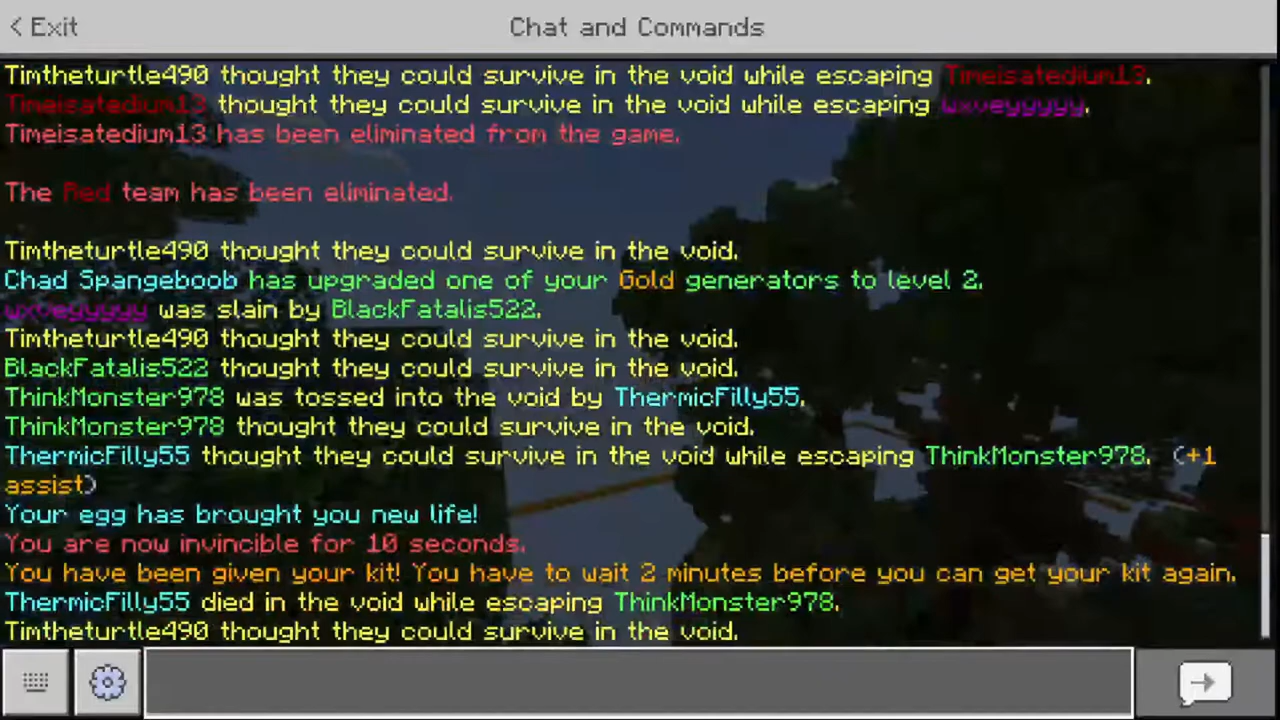 < Exit
Chat and Commands
Timtheturtle490 thought they could survive in the void while escaping Timeisatedium13.
Timeisatedium13 thought they could survive in the void while escaping wxveyyyyy.
Timeisatedium13 has been eliminated from the game.
The Red team has been eliminated.
Timtheturtle490 thought they could survive in the void.
Chad Spangeboob has upgraded one of your Gold generators to level 2.
wxveyyyyy was slain by BlackFatalis522.
Timtheturtle490 thought they could survive in the void.
BlackFatalis522 thought they could survive in the void.
ThinkMonster978 was tossed into the void by ThermicFilly55.
ThinkMonster978 thought they could survive in the void.
ThermicFilly55 thought they could survive in the void while escaping ThinkMonster978. (+1
assist)
Your egg has brought you new life!
You are now invincible for 10 seconds.
You have been given your kit! You have to wait 2 minutes before you can get your kit again.
ThermicFilly55 died in the void while escaping ThinkMonster978.
Timtheturtle490 thought they could survive in the void.